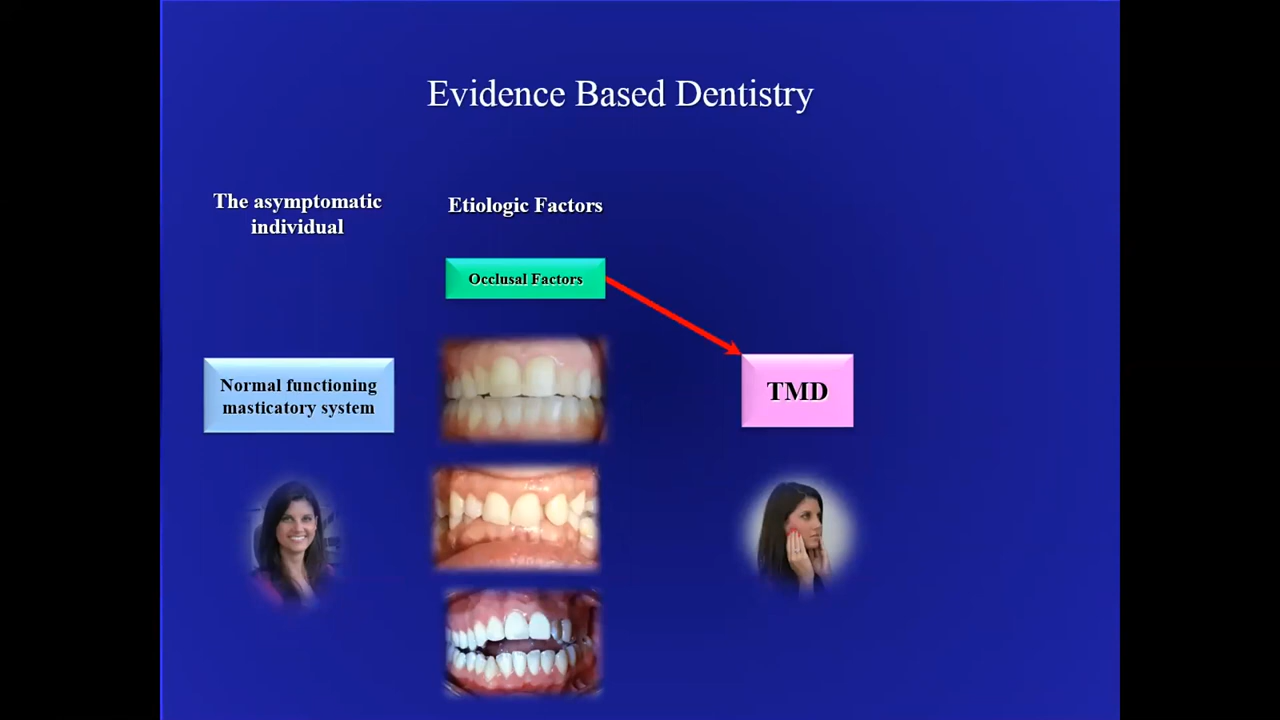 Evidence Based Dentistry
The asymptomatic
individual
Etiologic Factors
Occlusal Factors
Normal functioning
masticatory system
TMD